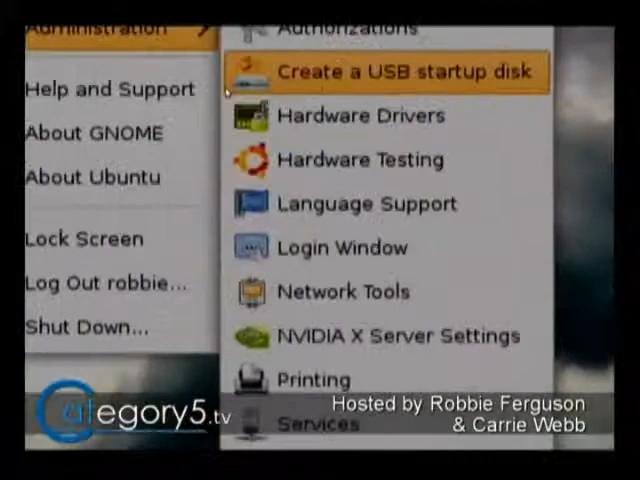 Administration
Help and Support
About GNOME
About Ubuntu
Lock Screen
Log Out robbie...
Shut Down...
Authorizations
Create a USB startup disk
Hardware Drivers
Hardware Testing
Language Support
Login Window
Network Tools
NVIDIA X Server Settings
Printing
Services
Category5.tv
Hosted by Robbie Ferguson
& Carrie Webb